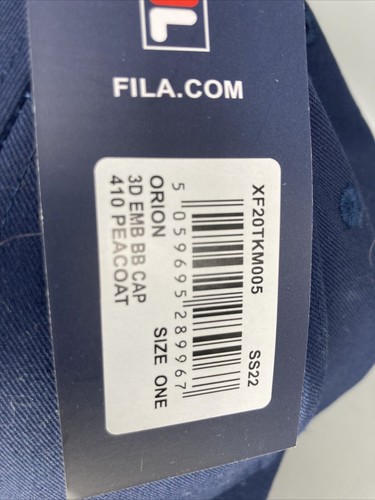 FILA.COM
XF20TKM005 SS22
5 059695 289967
ORION SIZE ONE
3D EMB BB CAP
410 PEACOAT